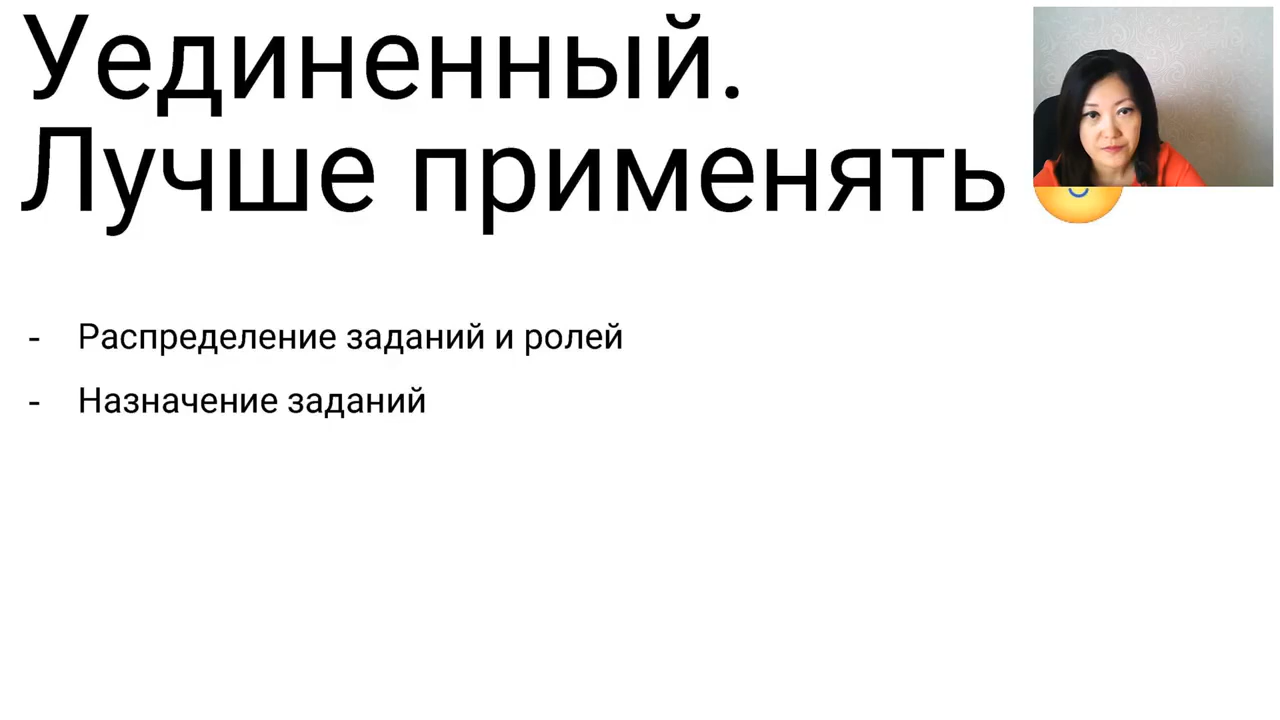 Уединенный.
Лучше применять
- Распределение заданий и ролей
- Назначение заданий